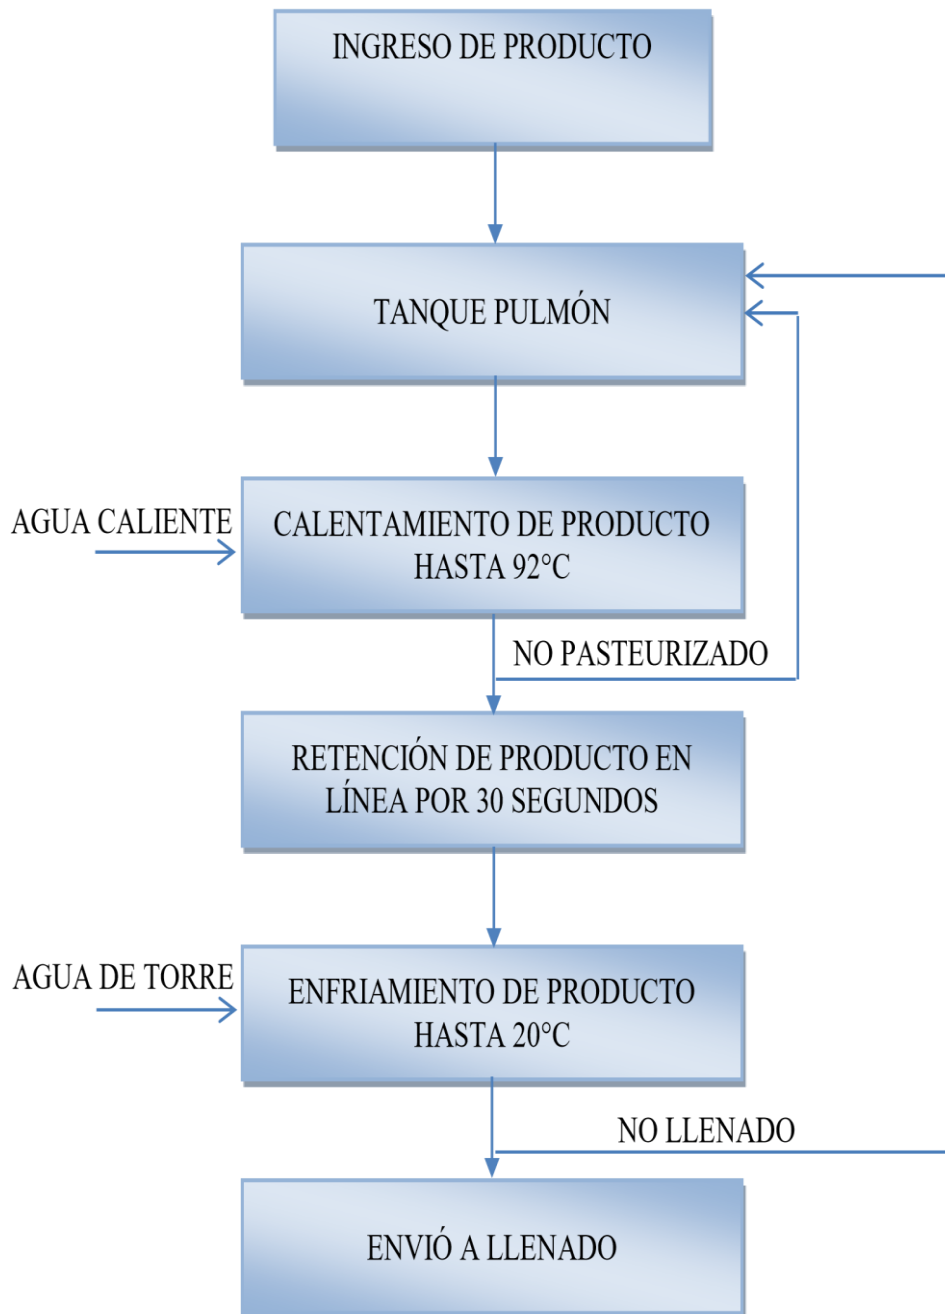 INGRESO DE PRODUCTO
TANQUE PULMÓN
AGUA CALIENTE
CALENTAMIENTO DE PRODUCTO
HASTA 92°C
NO PASTEURIZADO
RETENCIÓN DE PRODUCTO EN
LÍNEA POR 30 SEGUNDOS
AGUA DE TORRE
ENFRIAMIENTO DE PRODUCTO
HASTA 20°C
NO LLENADO
ENVIÓ A LLENADO